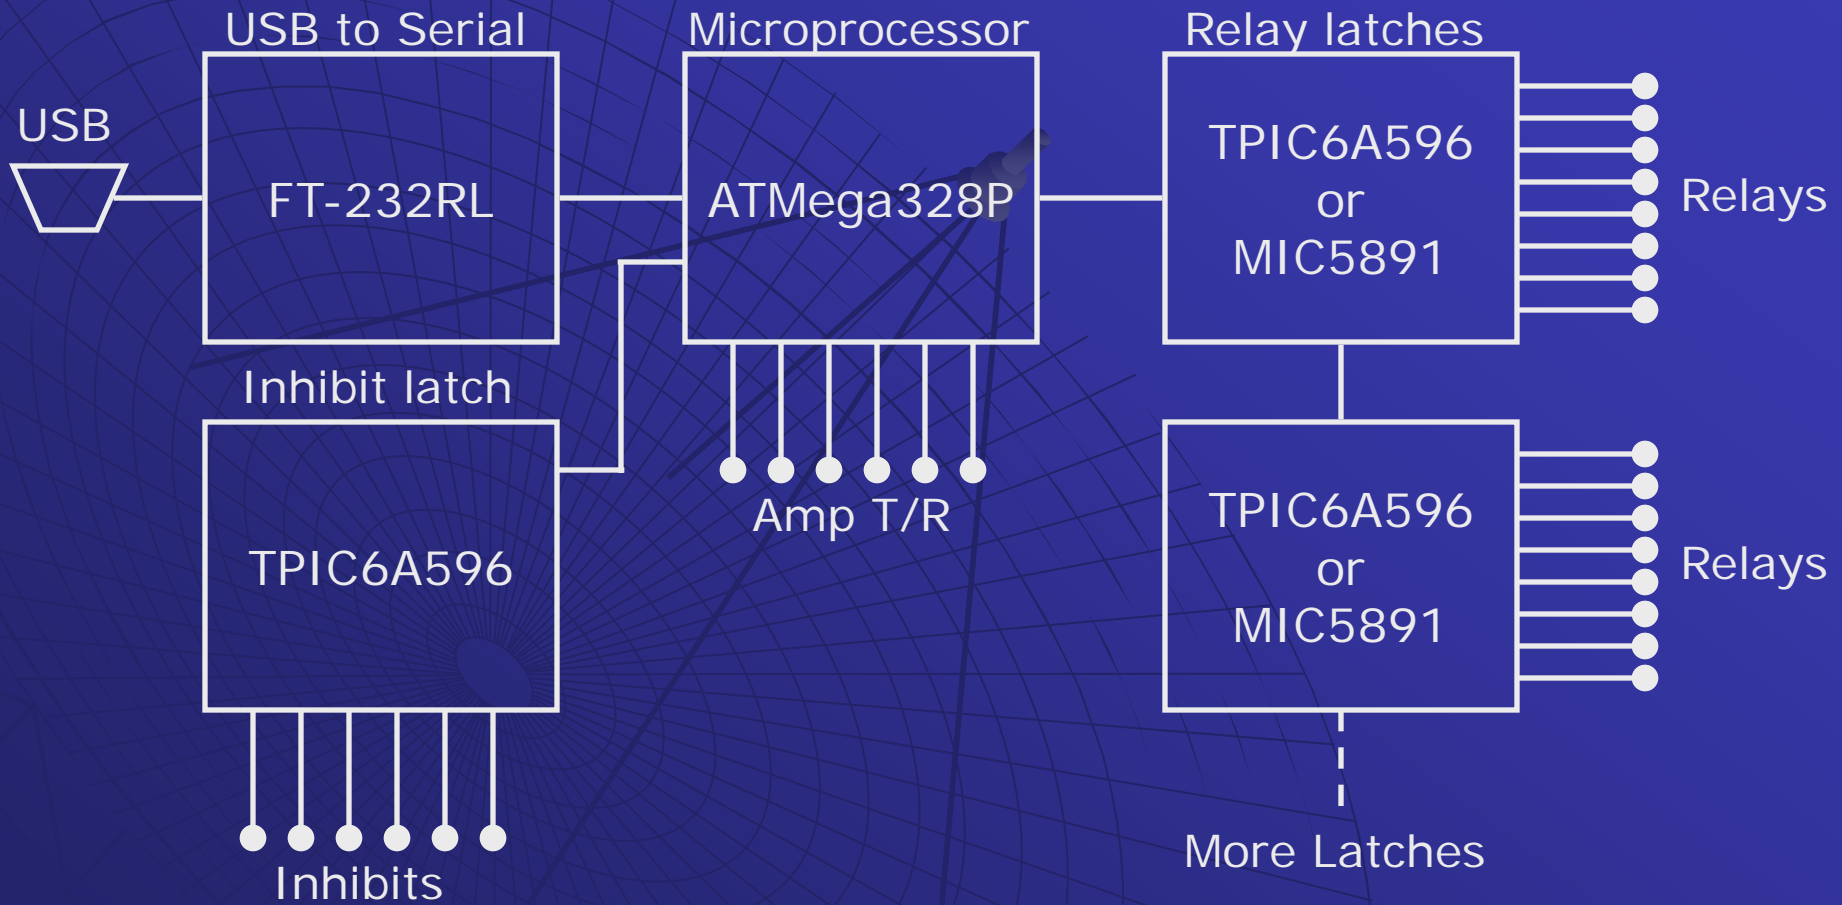 USB to Serial
Microprocessor
Relay latches
USB
FT-232RL
ATMega328P
TPIC6A596
or
MIC5891
Relays
Inhibit latch
TPIC6A596
Amp T/R
TPIC6A596
or
MIC5891
Relays
Inhibits
More Latches